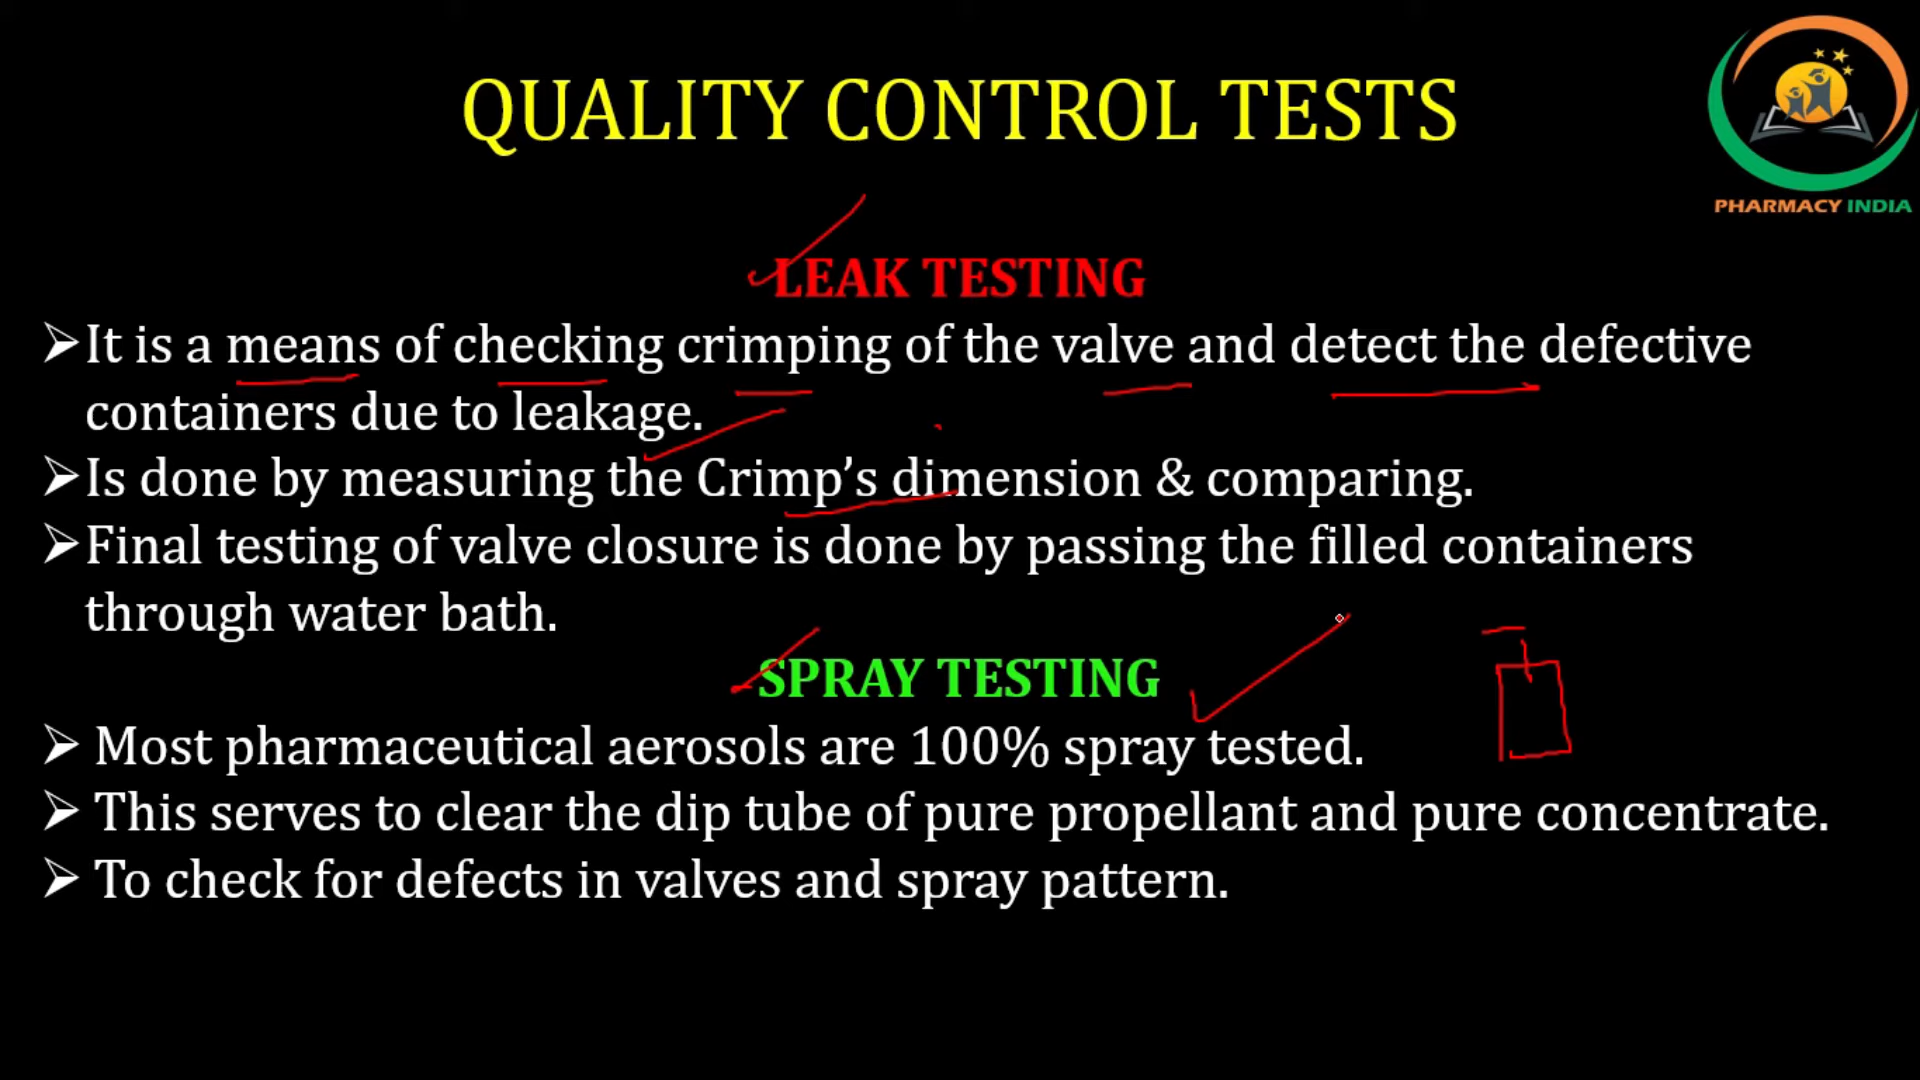 QUALITY CONTROL TESTS
PHARMACY INDIA
LEAK TESTING
➢It is a means of checking crimping of the valve and detect the defective
containers due to leakage.
➢Is done by measuring the Crimp’s dimension & comparing.
➢Final testing of valve closure is done by passing the filled containers
through water bath.
SPRAY TESTING
➢ Most pharmaceutical aerosols are 100% spray tested.
➢ This serves to clear the dip tube of pure propellant and pure concentrate.
➢ To check for defects in valves and spray pattern.